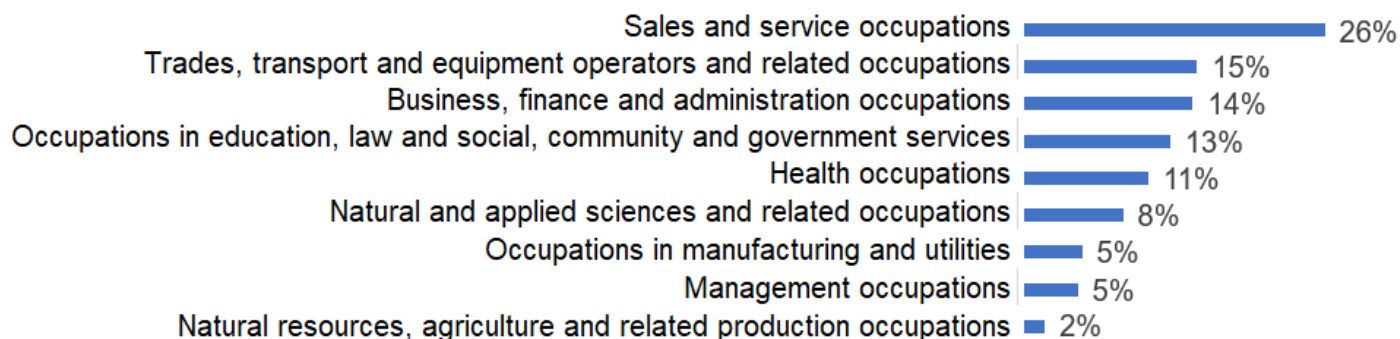 Sales and service occupations 26%
Trades, transport and equipment operators and related occupations 15%
Business, finance and administration occupations 14%
Occupations in education, law and social, community and government services 13%
Health occupations 11%
Natural and applied sciences and related occupations 8%
Occupations in manufacturing and utilities 5%
Management occupations 5%
Natural resources, agriculture and related production occupations 2%